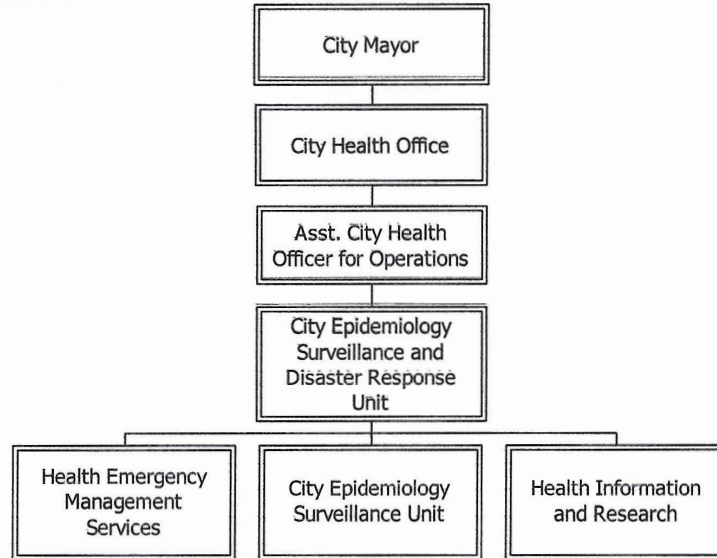 City Mayor
City Health Office
Asst. City Health
Officer for Operations
City Epidemiology
Surveillance and
Disaster Response
Unit
Health Emergency
Management
Services
City Epidemiology
Surveillance Unit
Health Information
and Research